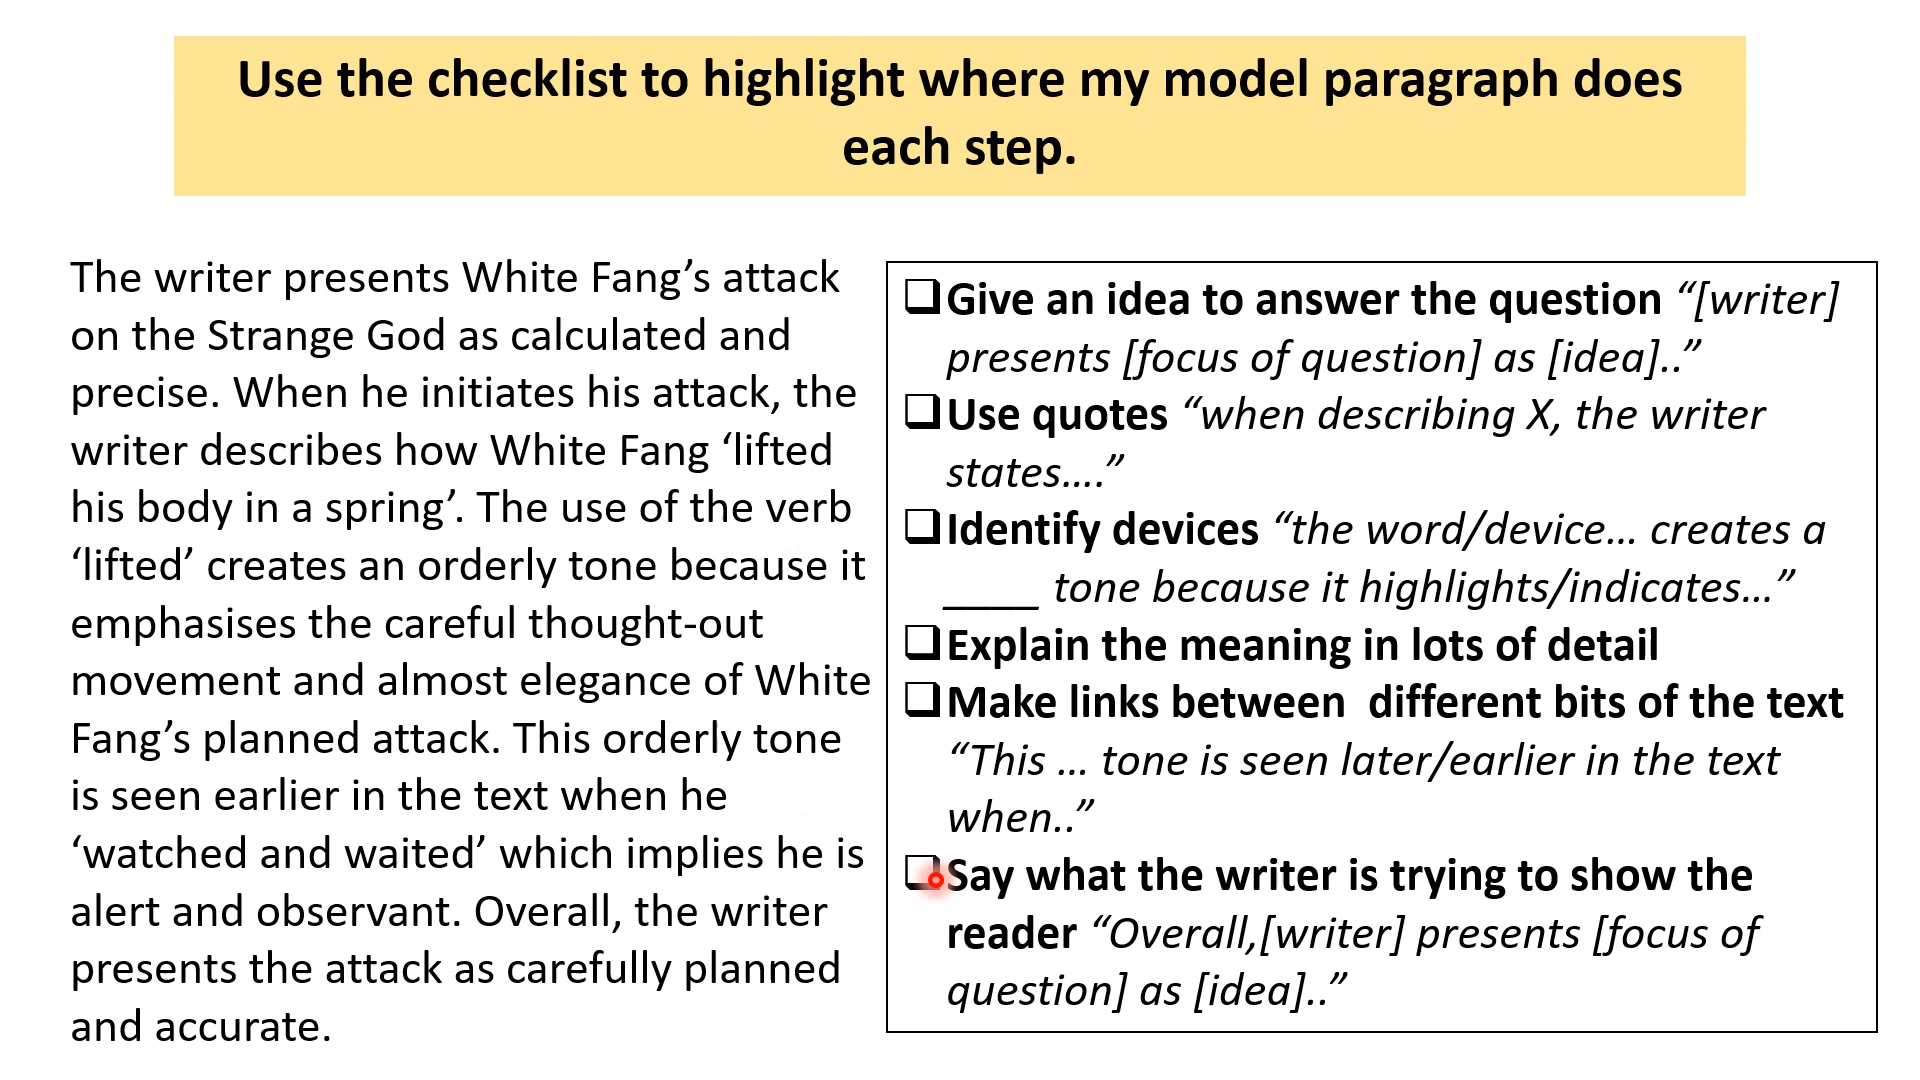 Use the checklist to highlight where my model paragraph does
each step.
The writer presents White Fang’s attack
on the Strange God as calculated and
precise. When he initiates his attack, the
writer describes how White Fang ‘lifted
his body in a spring’. The use of the verb
‘lifted’ creates an orderly tone because it
emphasises the careful thought-out
movement and almost elegance of White
Fang’s planned attack. This orderly tone
is seen earlier in the text when he
‘watched and waited’ which implies he is
alert and observant. Overall, the writer
presents the attack as carefully planned
and accurate.
❑Give an idea to answer the question “[writer]
presents [focus of question] as [idea]..”
❑Use quotes “when describing X, the writer
states….”
❑Identify devices “the word/device… creates a
____ tone because it highlights/indicates…”
❑Explain the meaning in lots of detail
❑Make links between  different bits of the text
“This … tone is seen later/earlier in the text
when..”
❑Say what the writer is trying to show the
reader “Overall,[writer] presents [focus of
question] as [idea]..”